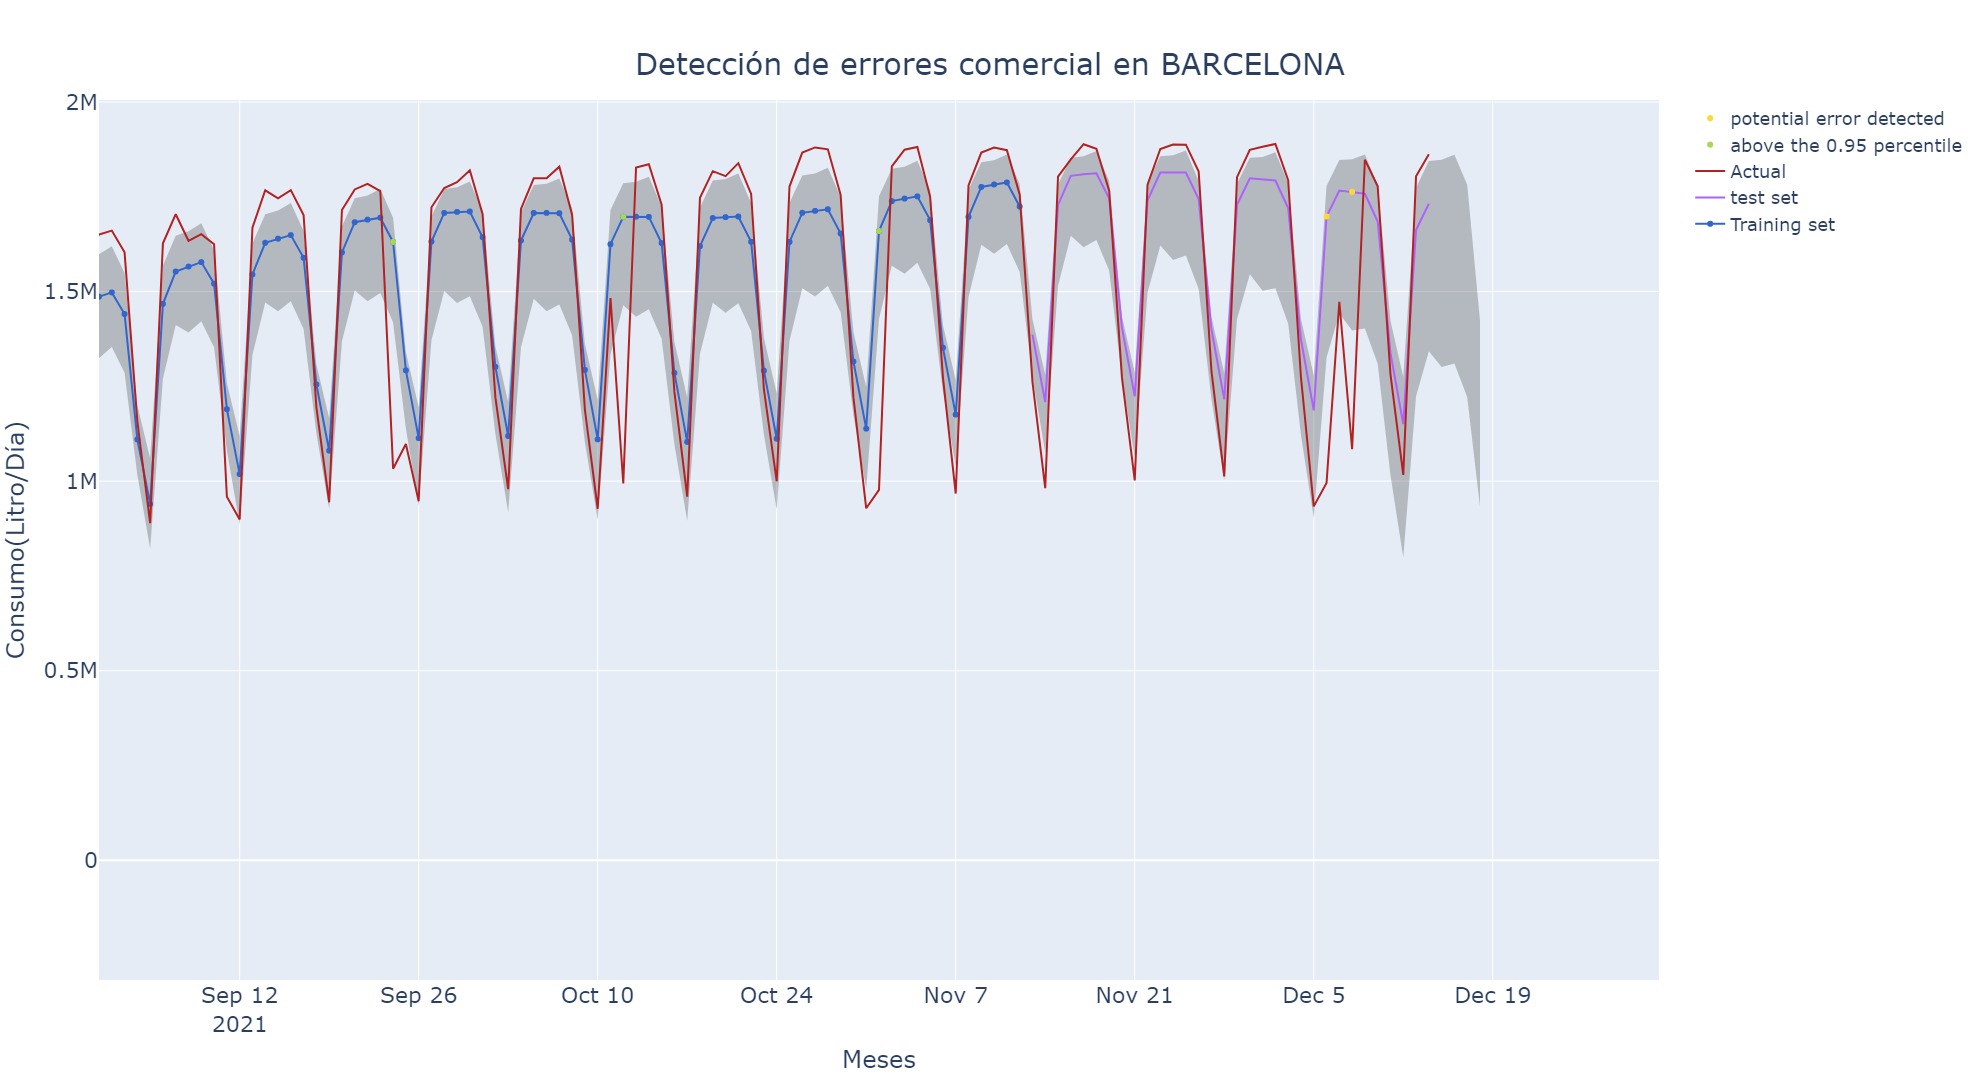 Detección de errores comercial en BARCELONA
2M
1.5M
1M
0.5M
0
Consumo(Litro/Día)
Sep 12
2021
Sep 26
Oct 10
Oct 24
Nov 7
Nov 21
Dec 5
Dec 19
Meses
potential error detected
above the 0.95 percentile
Actual
test set
Training set